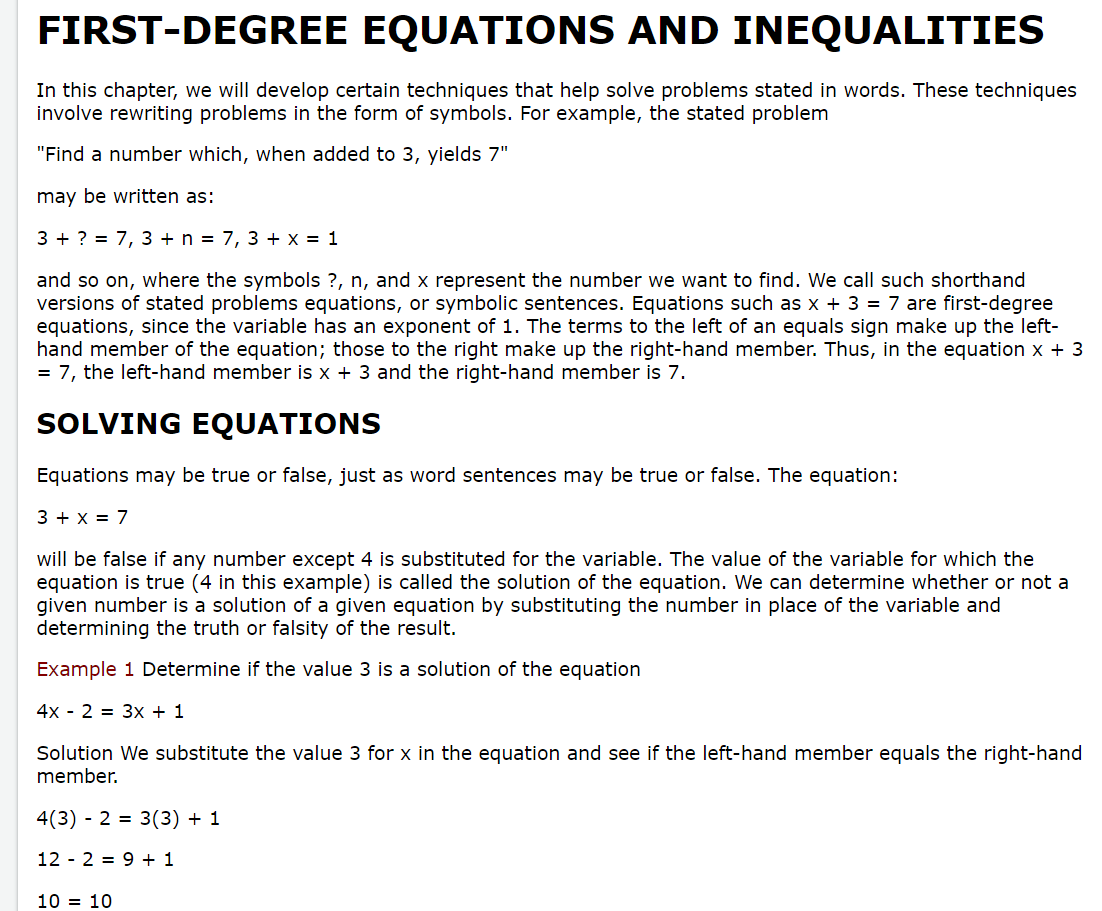 FIRST-DEGREE EQUATIONS AND INEQUALITIES
In this chapter, we will develop certain techniques that help solve problems stated in words. These techniques
involve rewriting problems in the form of symbols. For example, the stated problem
"Find a number which, when added to 3, yields 7"
may be written as:
3 + ? = 7, 3 + n = 7, 3 + x = 1
and so on, where the symbols ?, n, and x represent the number we want to find. We call such shorthand
versions of stated problems equations, or symbolic sentences. Equations such as x + 3 = 7 are first-degree
equations, since the variable has an exponent of 1. The terms to the left of an equals sign make up the left-
hand member of the equation; those to the right make up the right-hand member. Thus, in the equation x + 3
= 7, the left-hand member is x + 3 and the right-hand member is 7.
SOLVING EQUATIONS
Equations may be true or false, just as word sentences may be true or false. The equation:
3 + x = 7
will be false if any number except 4 is substituted for the variable. The value of the variable for which the
equation is true (4 in this example) is called the solution of the equation. We can determine whether or not a
given number is a solution of a given equation by substituting the number in place of the variable and
determining the truth or falsity of the result.
Example 1 Determine if the value 3 is a solution of the equation
4x - 2 = 3x + 1
Solution We substitute the value 3 for x in the equation and see if the left-hand member equals the right-hand
member.
4(3) - 2 = 3(3) + 1
12 - 2 = 9 + 1
10 = 10